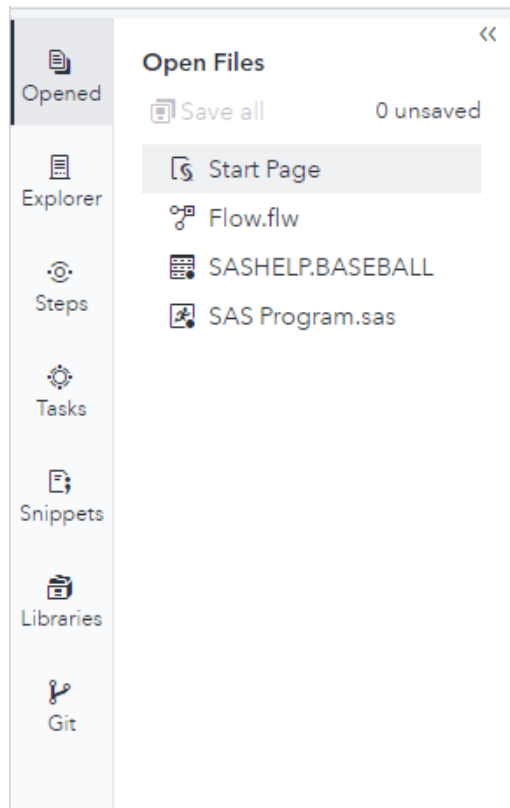 Opened
Explorer
Steps
Tasks
Snippets
Libraries
Git
Open Files
Save all 0 unsaved
Start Page
Flow.flw
SASHELP.BASEBALL
SAS Program.sas